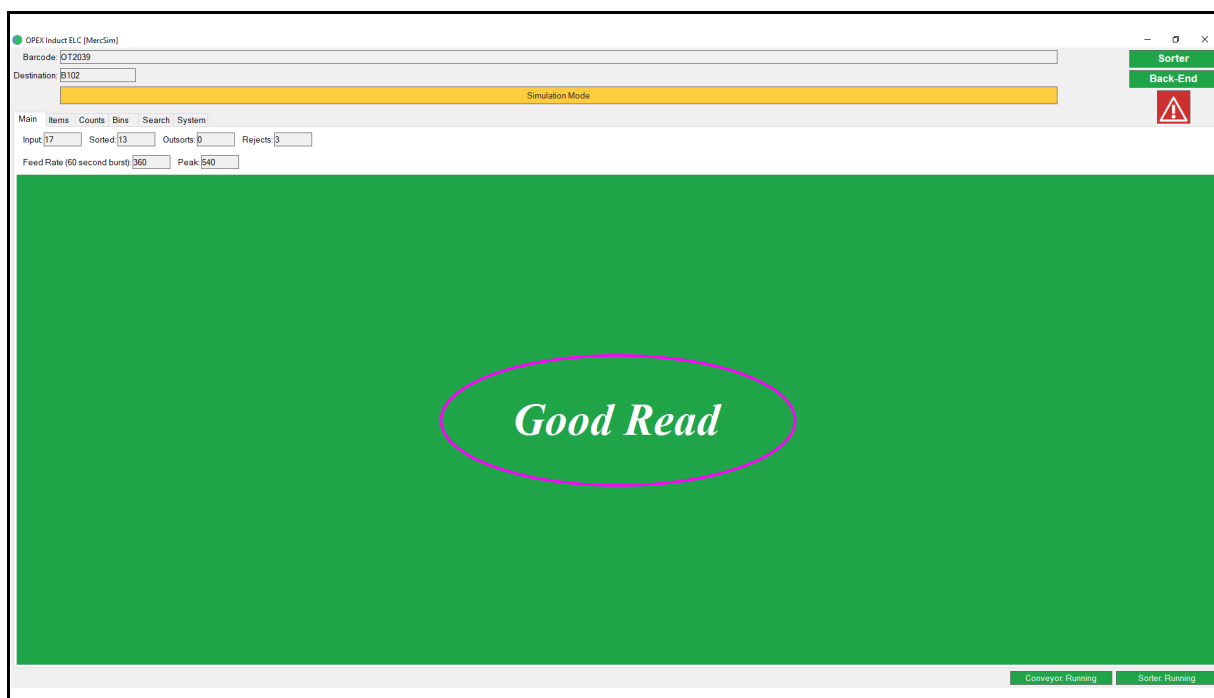 OPEX Induct ELC [MercSim]
Barcode: OT2039
Sorter
Destination: B102
Back-End
Simulation Mode
Main Items Counts Bins Search System
Input: 17 Sorted: 13 Outsorts: 0 Rejects: 3
Feed Rate (60 second burst): 360 Peak: 540
Good Read
Conveyor: Running Sorter: Running